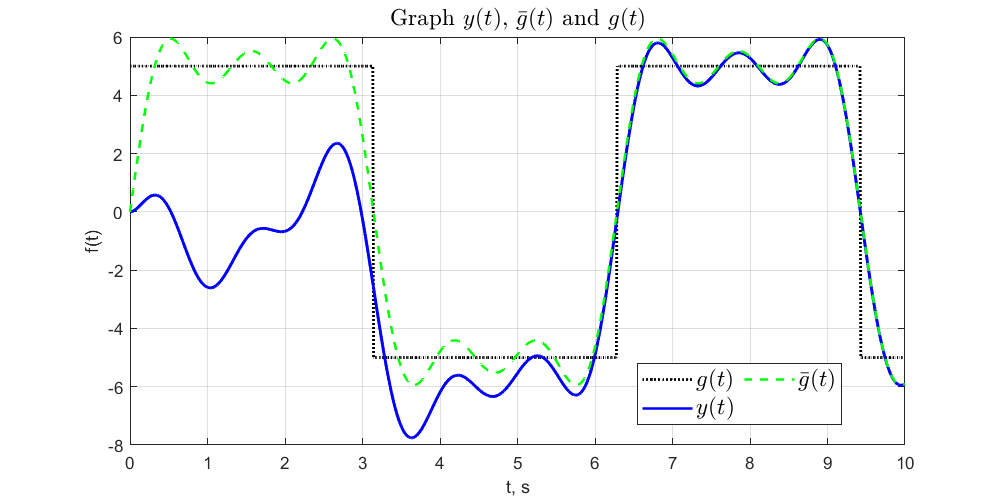 Graph y(t), ḡ(t) and g(t)
6
4
2
0
-2
-4
-6
-8
f(t)
g(t) ḡ(t)
y(t)
0 1 2 3 4 5 6 7 8 9 10
t, s